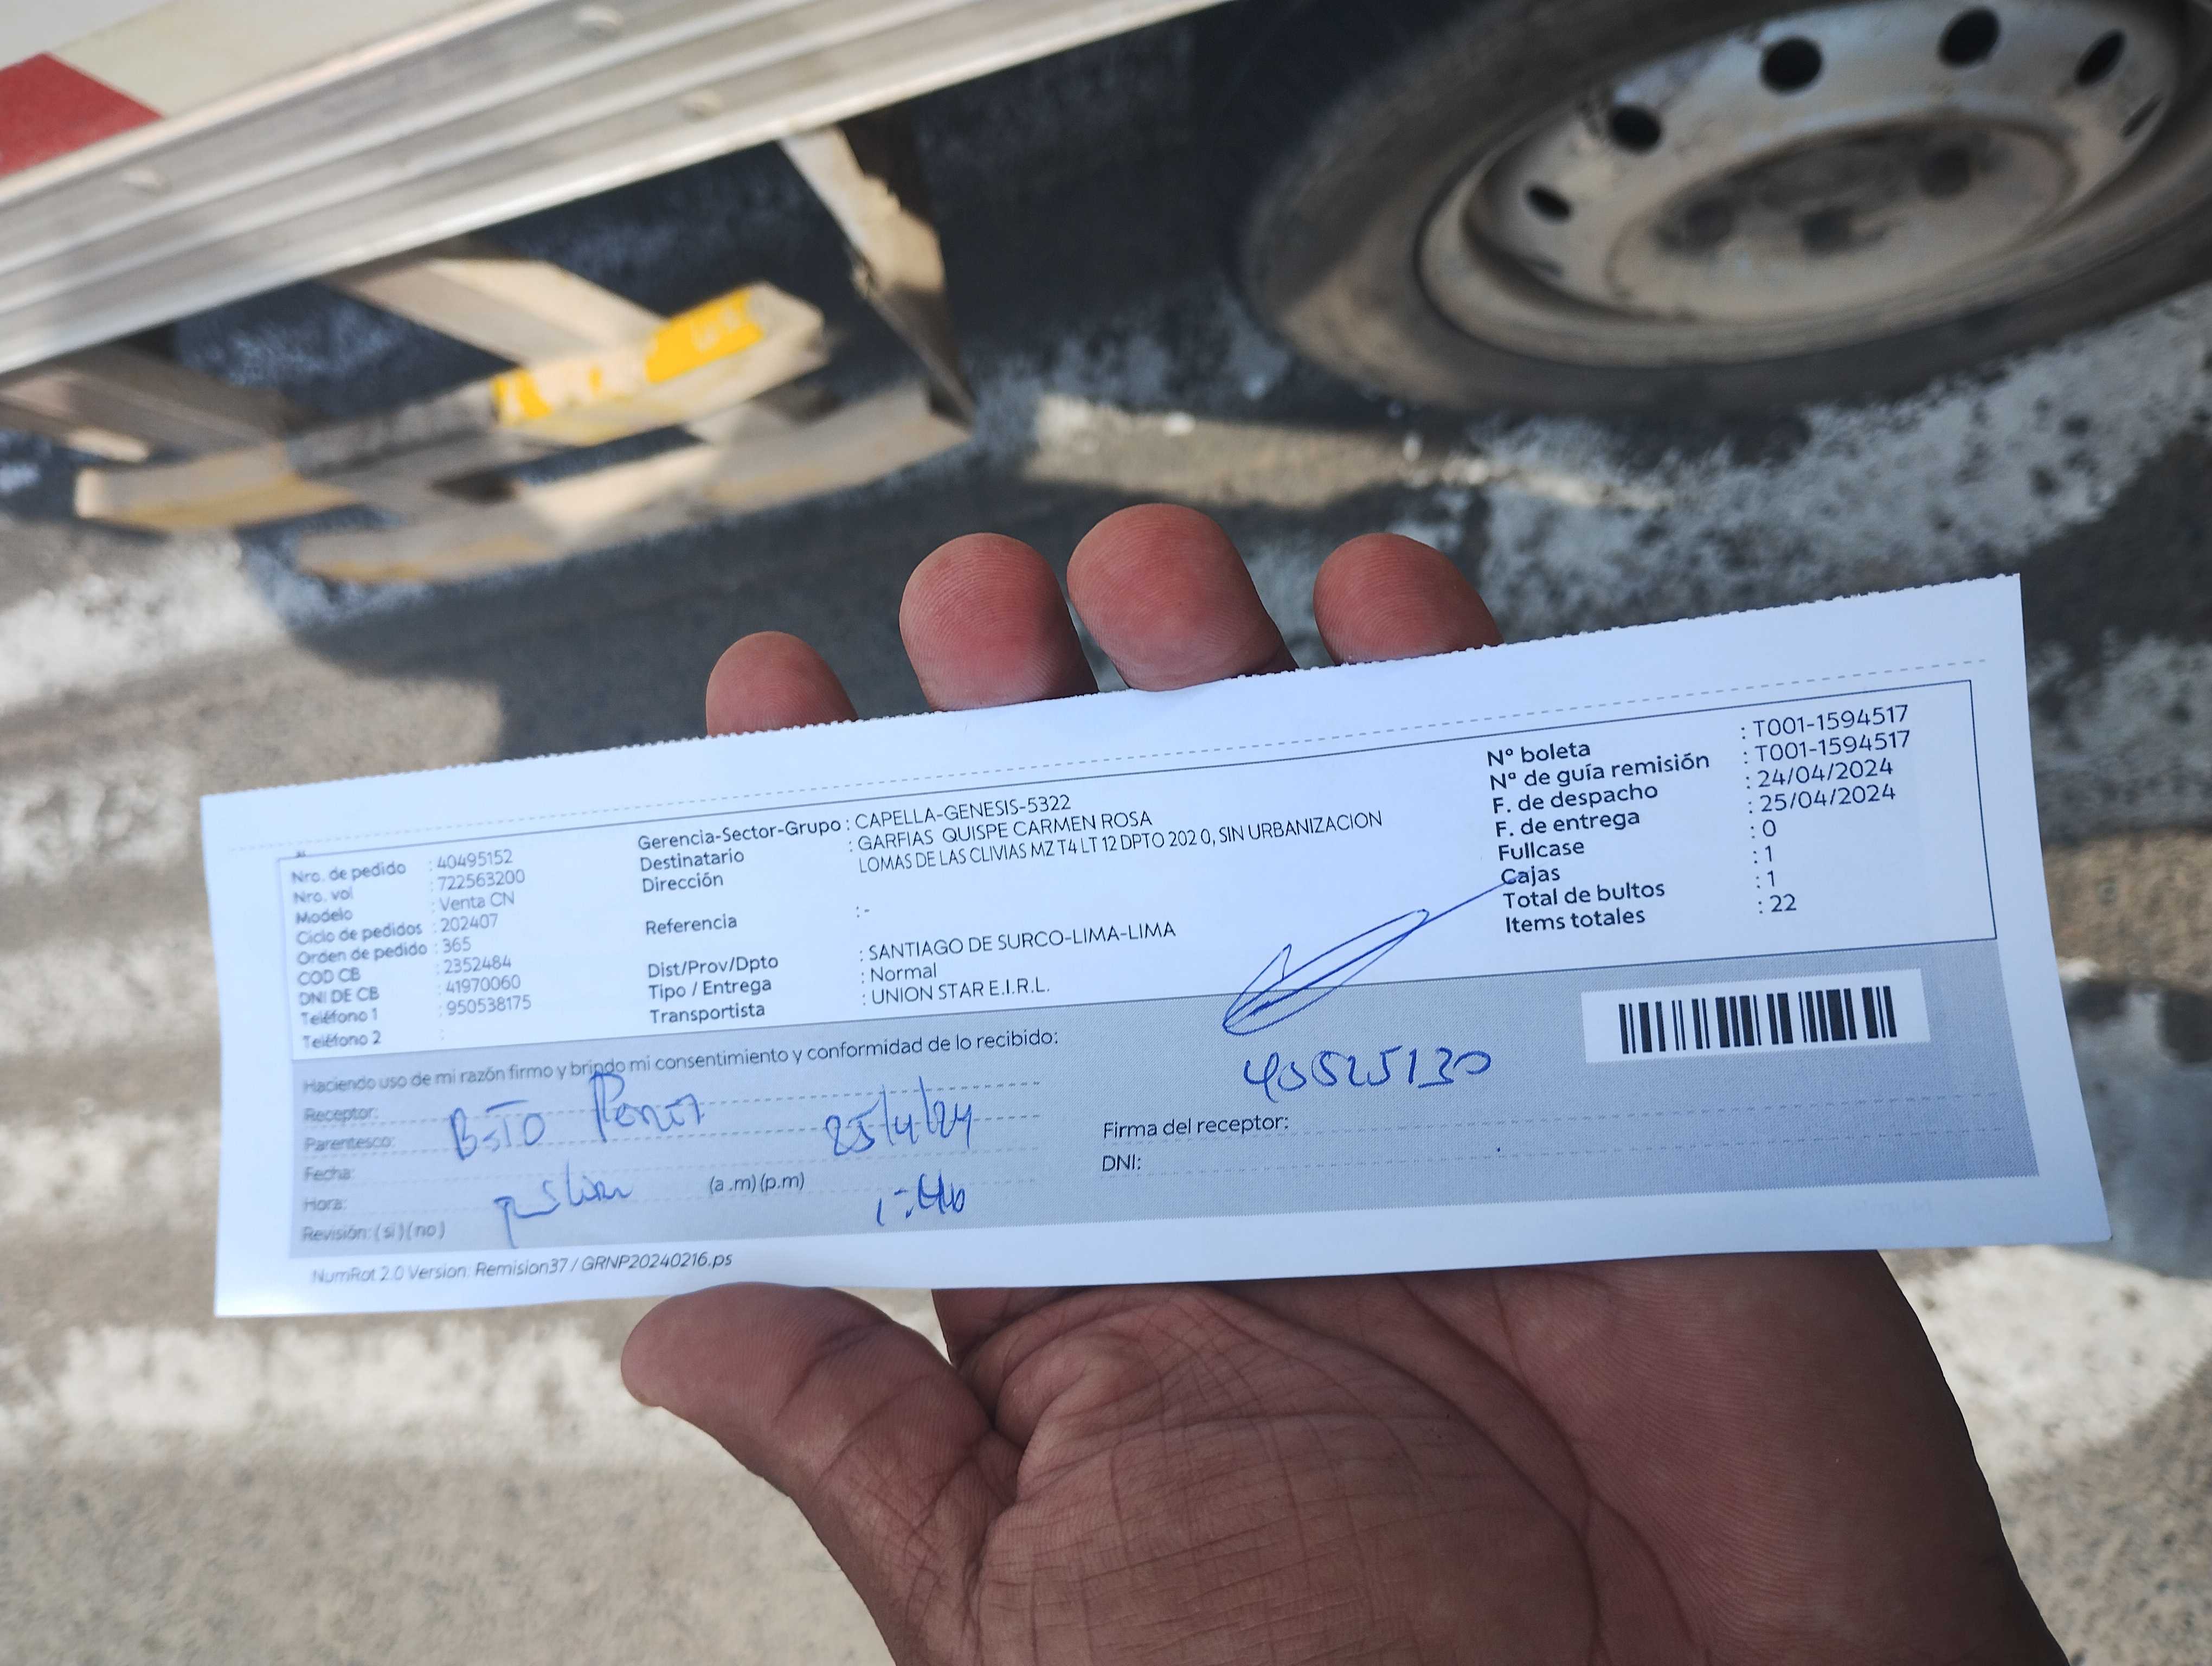 Nro. de pedido : 40495152
Nro. vol : 722563200
Modelo : Venta CN
Ciclo de pedidos : 202407
Orden de pedido : 365
COD CB : 2352484
DNI DE CB : 41970060
Teléfono 1 : 950538175
Teléfono 2 :
Gerencia-Sector-Grupo : CAPELLA-GENESIS-5322
Destinatario : GARFIAS QUISPE CARMEN ROSA
Dirección LOMAS DE LAS CLIVIAS MZ T4 LT 12 DPTO 202 0, SIN URBANIZACION
Referencia : -
Dist/Prov/Dpto : SANTIAGO DE SURCO-LIMA-LIMA
Tipo / Entrega : Normal
Transportista : UNION STAR E.I.R.L.
Nº boleta : T001-1594517
Nº de guía remisión : T001-1594517
F. de despacho : 24/04/2024
F. de entrega : 25/04/2024
Fullcase : 0
Cajas : 1
Total de bultos : 1
Items totales : 22
Haciendo uso de mi razón firmo y brindo mi consentimiento y conformidad de lo recibido:
Receptor:
Parentesco: 25/4/24
Fecha:
Hora: (a.m) (p.m)
Revisión: ( si ) ( no )
40525130
Firma del receptor:
DNI:
NumRot 2.0 Version: Remision37 / GRNP20240216.ps